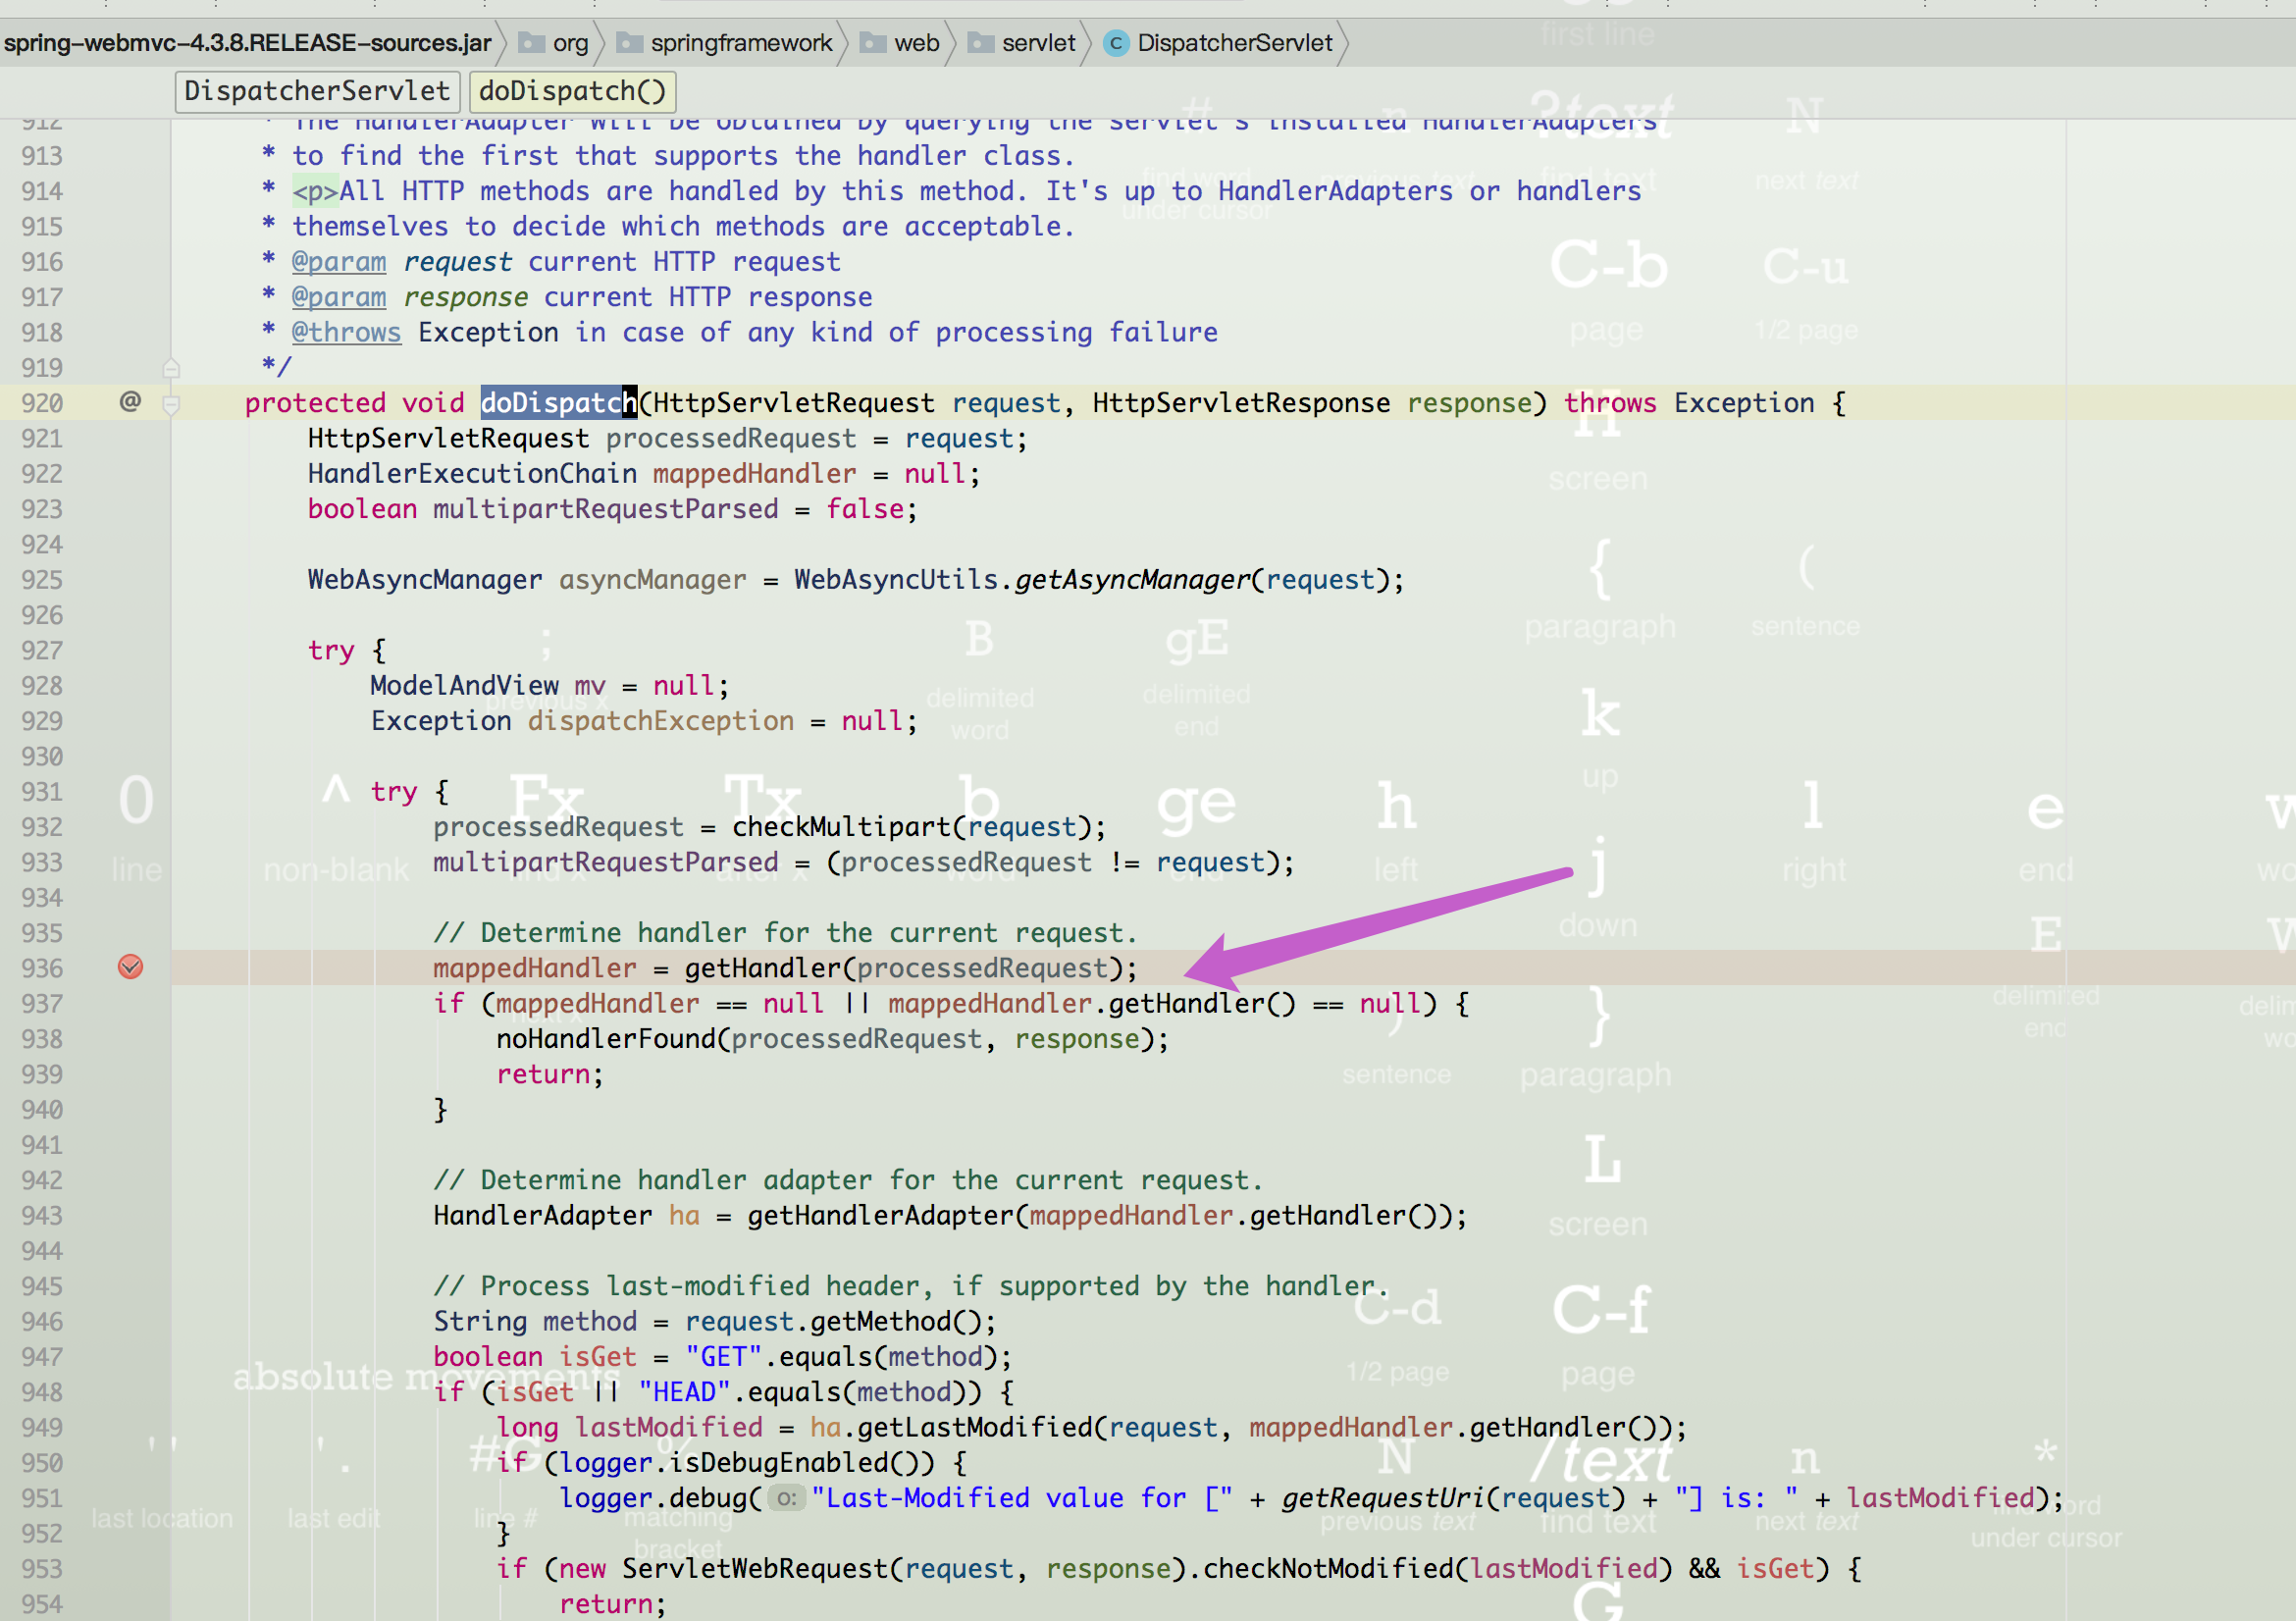 spring-webmvc-4.3.8.RELEASE-sources.jar org springframework web servlet C DispatcherServlet
first line
DispatcherServlet doDispatch()
# n ?text N
find word under cursor previous text find text next text
912 * The HandlerAdapter will be obtained by querying the servlet's installed HandlerAdapters
913 * to find the first that supports the handler class.
914 * <p>All HTTP methods are handled by this method. It's up to HandlerAdapters or handlers
915 * themselves to decide which methods are acceptable.
916 * @param request current HTTP request
C-b C-u
917 * @param response current HTTP response
918 * @throws Exception in case of any kind of processing failure
page 1/2 page
919 */
920 @ protected void doDispatch(HttpServletRequest request, HttpServletResponse response) throws Exception {
H
921 HttpServletRequest processedRequest = request;
922 HandlerExecutionChain mappedHandler = null;
screen
923 boolean multipartRequestParsed = false;
924
{ (
925 WebAsyncManager asyncManager = WebAsyncUtils.getAsyncManager(request);
926
paragraph sentence
; B gE
927 try {
928 ModelAndView mv = null;
previous x delimited word delimited end k
929 Exception dispatchException = null;
930
up
931 try {
0 ^ Fx Tx b ge h l e w
932 processedRequest = checkMultipart(request);
933 multipartRequestParsed = (processedRequest != request);
line non-blank find x after x word end left j right end
934
down E W
935 // Determine handler for the current request.
936 mappedHandler = getHandler(processedRequest);
937 if (mappedHandler == null || mappedHandler.getHandler() == null) {
next x ) } delimited end
938 noHandlerFound(processedRequest, response);
939 return;
sentence paragraph
940 }
941
L
942 // Determine handler adapter for the current request.
943 HandlerAdapter ha = getHandlerAdapter(mappedHandler.getHandler());
screen
944
945 // Process last-modified header, if supported by the handler.
C-d C-f
946 String method = request.getMethod();
947 boolean isGet = "GET".equals(method);
absolute movements 1/2 page page
948 if (isGet || "HEAD".equals(method)) {
949 long lastModified = ha.getLastModified(request, mappedHandler.getHandler());
'' '. #G % N /text n *
950 if (logger.isDebugEnabled()) {
951 logger.debug( o: "Last-Modified value for [" + getRequestUri(request) + "] is: " + lastModified);
last location last edit line # matching bracket previous text find text next text find word under cursor
952 }
953 if (new ServletWebRequest(request, response).checkNotModified(lastModified) && isGet) {
G
954 return;